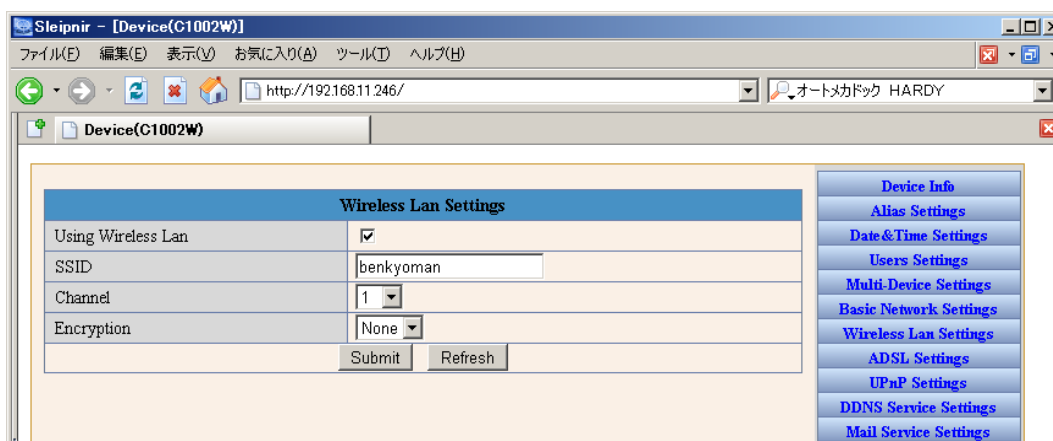 Sleipnir - [Device(C1002W)]
ファイル(F) 編集(E) 表示(V) お気に入り(A) ツール(T) ヘルプ(H)
http://192.168.11.246/ オートメカドック HARDY
Device(C1002W)
Wireless Lan Settings
Using Wireless Lan
SSID benkyoman
Channel 1
Encryption None
Submit Refresh
Device Info
Alias Settings
Date&Time Settings
Users Settings
Multi-Device Settings
Basic Network Settings
Wireless Lan Settings
ADSL Settings
UPnP Settings
DDNS Service Settings
Mail Service Settings